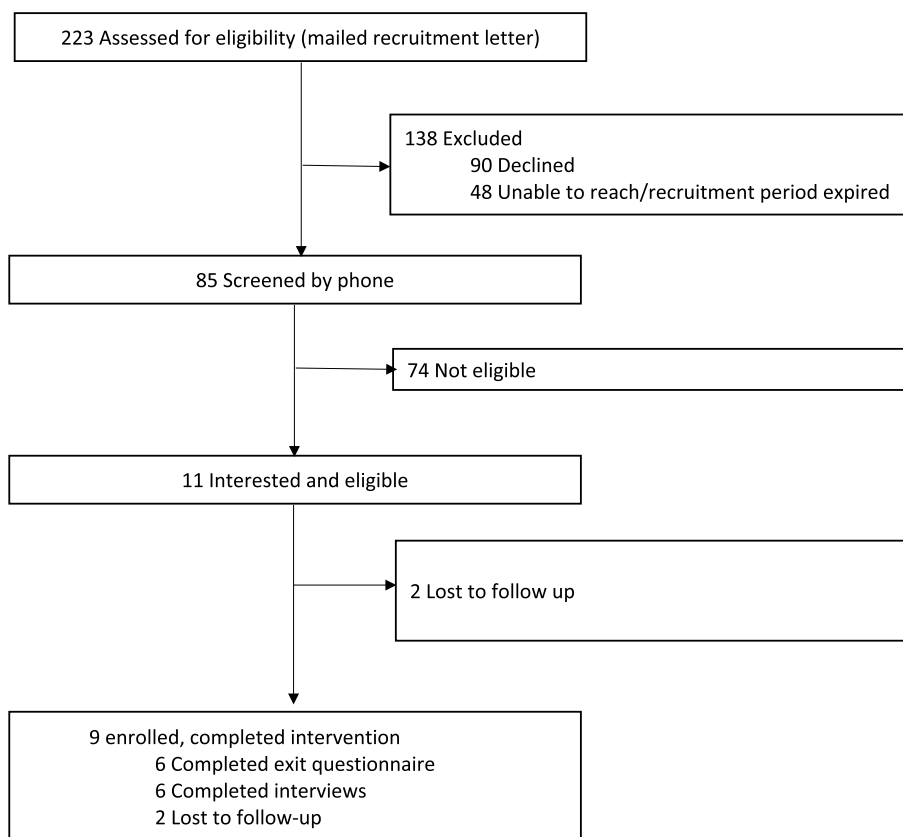 223 Assessed for eligibility (mailed recruitment letter)
138 Excluded
90 Declined
48 Unable to reach/recruitment period expired
85 Screened by phone
74 Not eligible
11 Interested and eligible
2 Lost to follow up
9 enrolled, completed intervention
6 Completed exit questionnaire
6 Completed interviews
2 Lost to follow-up